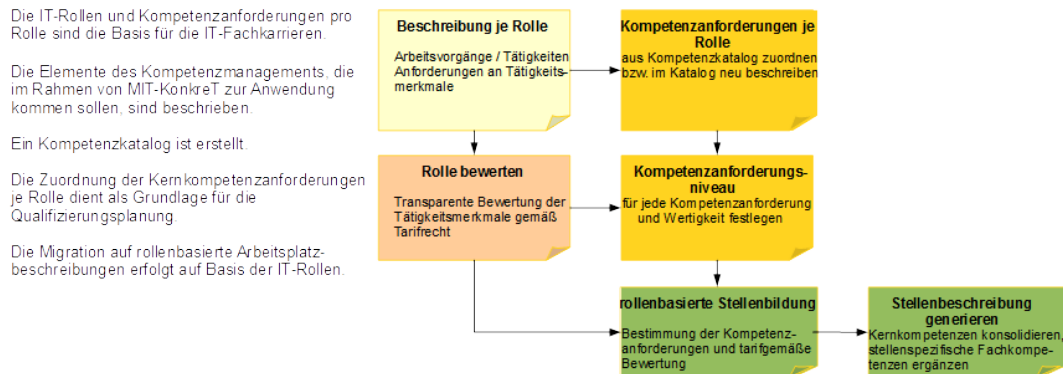 Die IT-Rollen und Kompetenzanforderungen pro
Rolle sind die Basis für die IT-Fachkarrieren.
Die Elemente des Kompetenzmanagements, die
im Rahmen von MIT-KonkreT zur Anwendung
kommen sollen, sind beschrieben.
Ein Kompetenzkatalog ist erstellt.
Die Zuordnung der Kernkompetenzanforderungen
je Rolle dient als Grundlage für die
Qualifizierungsplanung.
Die Migration auf rollenbasierte Arbeitsplatz-
beschreibungen erfolgt auf Basis der IT-Rollen.
Beschreibung je Rolle
Arbeitsvorgänge / Tätigkeiten
Anforderungen an Tätigkeits-
merkmale
Kompetenzanforderungen je
Rolle
aus Kompetenzkatalog zuordnen
bzw. im Katalog neu beschreiben
Rolle bewerten
Transparente Bewertung der
Tätigkeitsmerkmale gemäß
Tarifrecht
Kompetenzanforderungs-
niveau
für jede Kompetenzanforderung
und Wertigkeit festlegen
rollenbasierte Stellenbildung
Bestimmung der Kompetenz-
anforderungen und tarifgemäße
Bewertung
Stellenbeschreibung
generieren
Kernkompetenzen konsolidieren,
stellenspezifische Fachkompe-
tenzen ergänzen